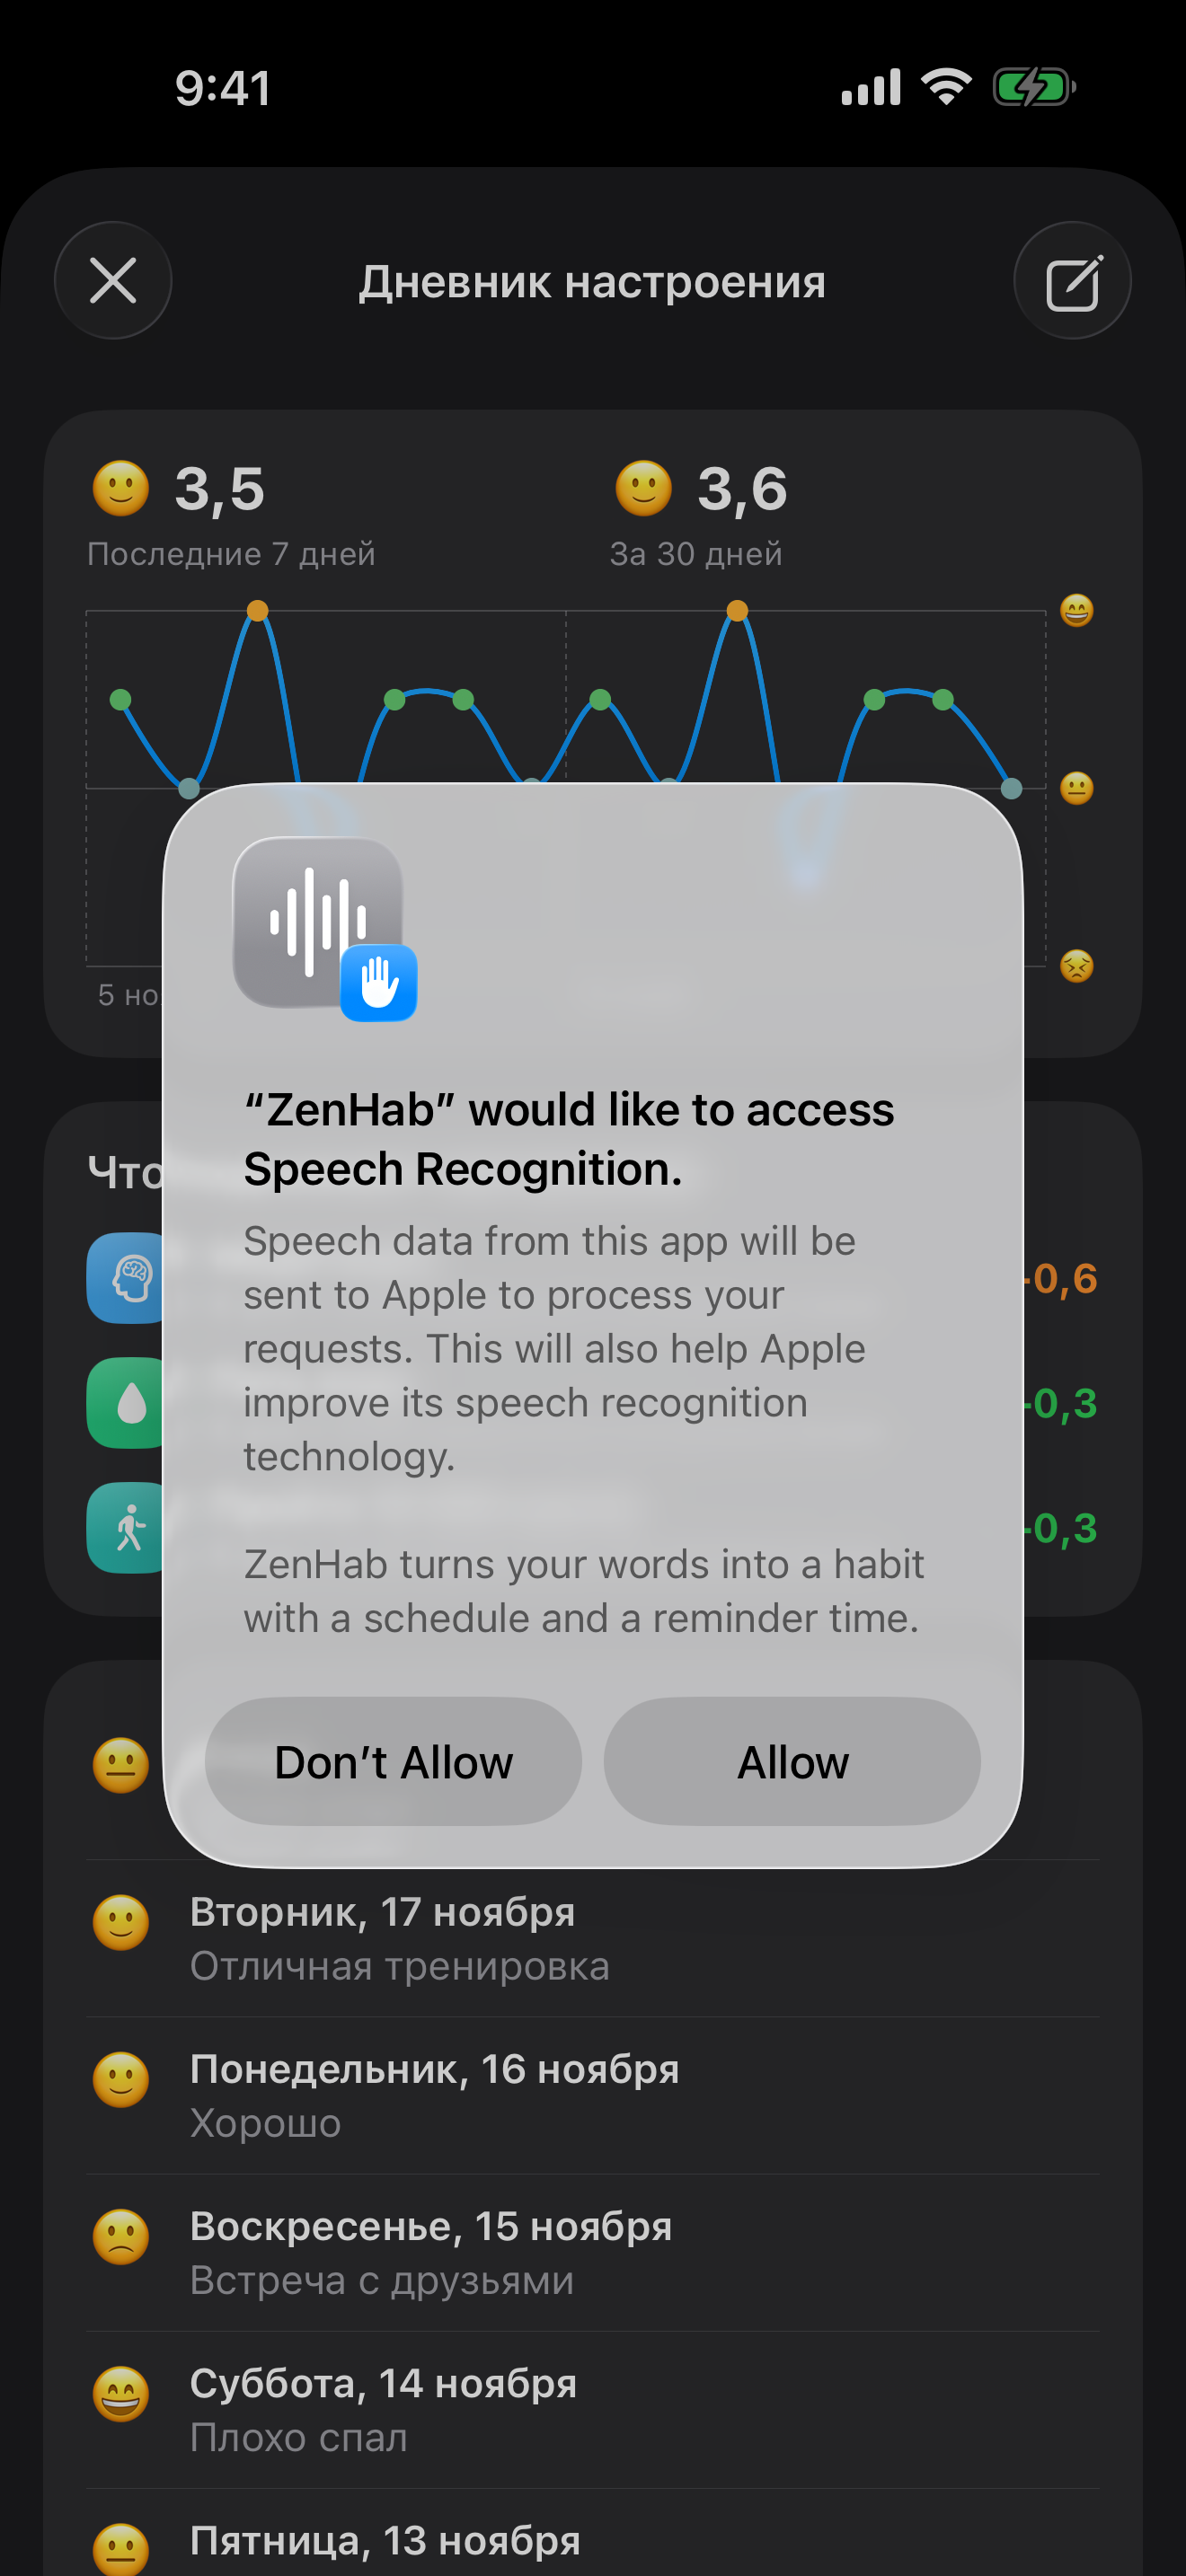 9:41
Дневник настроения
3,5
3,6
Последние 7 дней
За 30 дней
5 но
“ZenHab” would like to access
Speech Recognition.
Speech data from this app will be
sent to Apple to process your
requests. This will also help Apple
improve its speech recognition
technology.
ZenHab turns your words into a habit
with a schedule and a reminder time.
Don’t Allow
Allow
Что
0,6
0,3
0,3
Вторник, 17 ноября
Отличная тренировка
Понедельник, 16 ноября
Хорошо
Воскресенье, 15 ноября
Встреча с друзьями
Суббота, 14 ноября
Плохо спал
Пятница, 13 ноября